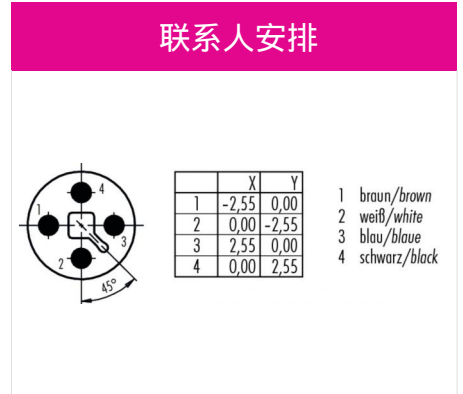 联系人安排
4
1
3
2
45°
X Y
1 -2,55 0,00
2 0,00 -2,55
3 2,55 0,00
4 0,00 2,55
1 braun/brown
2 weiß/white
3 blau/blaue
4 schwarz/black